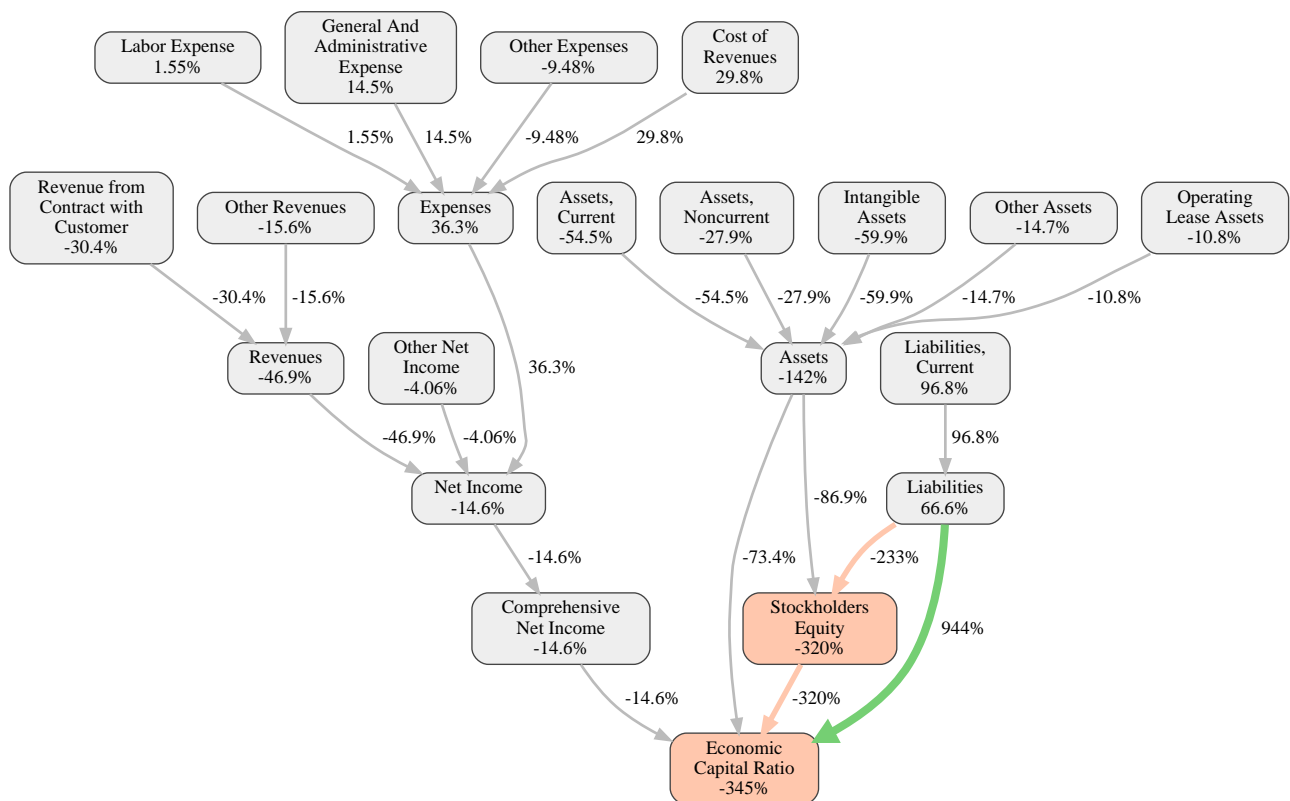 Labor Expense
1.55%
General And
Administrative
Expense
14.5%
Other Expenses
-9.48%
Cost of
Revenues
29.8%
1.55%
14.5%
-9.48%
29.8%
Revenue from
Contract with
Customer
-30.4%
Other Revenues
-15.6%
Expenses
36.3%
Assets,
Current
-54.5%
Assets,
Noncurrent
-27.9%
Intangible
Assets
-59.9%
Other Assets
-14.7%
Operating
Lease Assets
-10.8%
-30.4%
-15.6%
-54.5%
-27.9%
-59.9%
-14.7%
-10.8%
Revenues
-46.9%
Other Net
Income
-4.06%
36.3%
Assets
-142%
Liabilities,
Current
96.8%
-46.9%
-4.06%
96.8%
Net Income
-14.6%
-86.9%
Liabilities
66.6%
-14.6%
-73.4%
-233%
Comprehensive
Net Income
-14.6%
Stockholders
Equity
-320%
944%
-14.6%
-320%
Economic
Capital Ratio
-345%